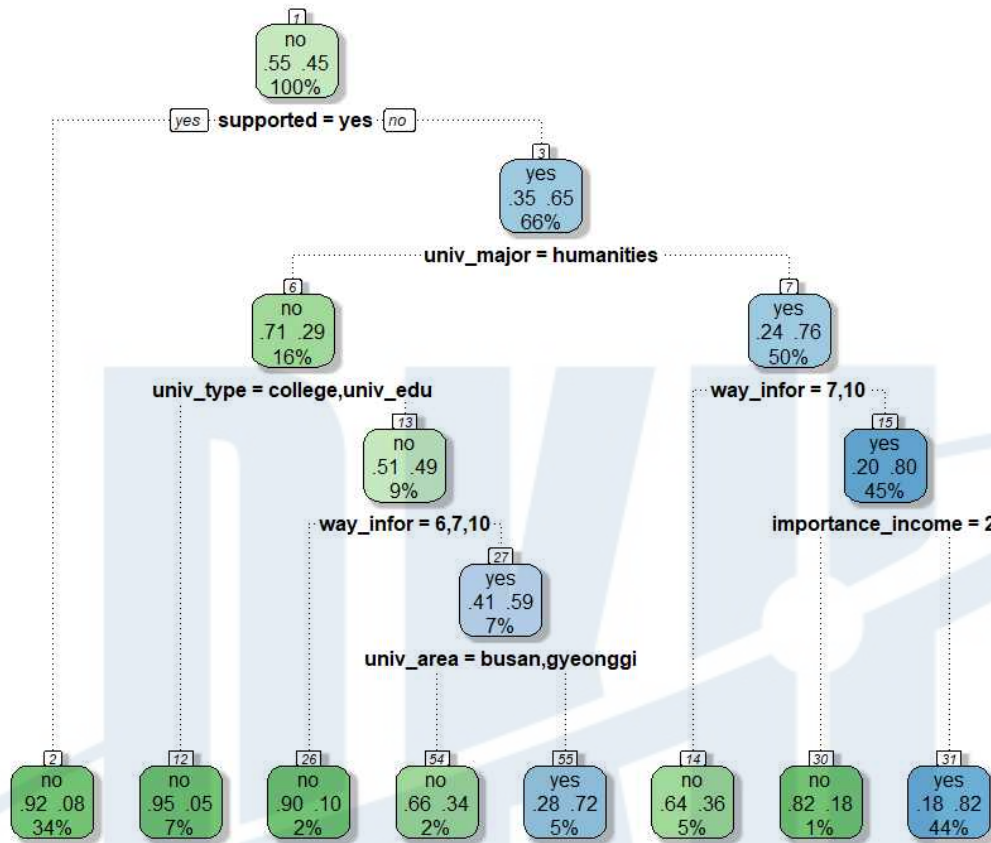 1
no
.55 .45
100%
yes supported = yes no
3
yes
.35 .65
66%
univ_major = humanities
6
no
.71 .29
16%
7
yes
.24 .76
50%
univ_type = college,univ_edu
way_infor = 7,10
13
no
.51 .49
9%
15
yes
.20 .80
45%
way_infor = 6,7,10
importance_income = 2
27
yes
.41 .59
7%
univ_area = busan,gyeonggi
2
no
.92 .08
34%
12
no
.95 .05
7%
26
no
.90 .10
2%
54
no
.66 .34
2%
55
yes
.28 .72
5%
14
no
.64 .36
5%
30
no
.82 .18
1%
31
yes
.18 .82
44%